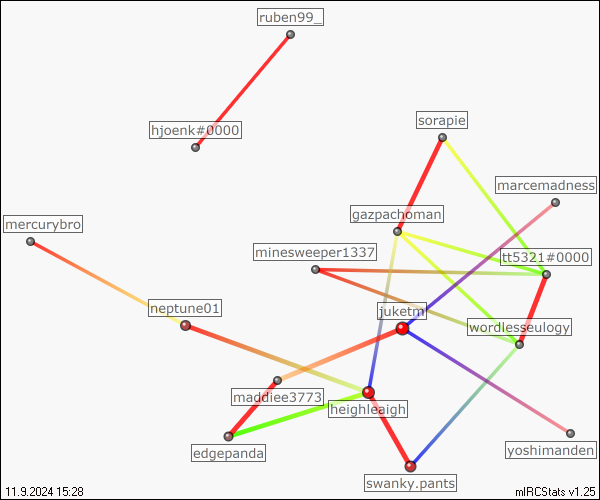 ruben99_
sorapie
hjoenk#0000
marcemadness
gazpachoman
mercurybro
minesweeper1337
tt5321#0000
neptune01
juketm
wordlesseulogy
maddiee3773
heighleaigh
edgepanda
yoshimanden
swanky.pants
11.9.2024 15:28
mIRCStats v1.25